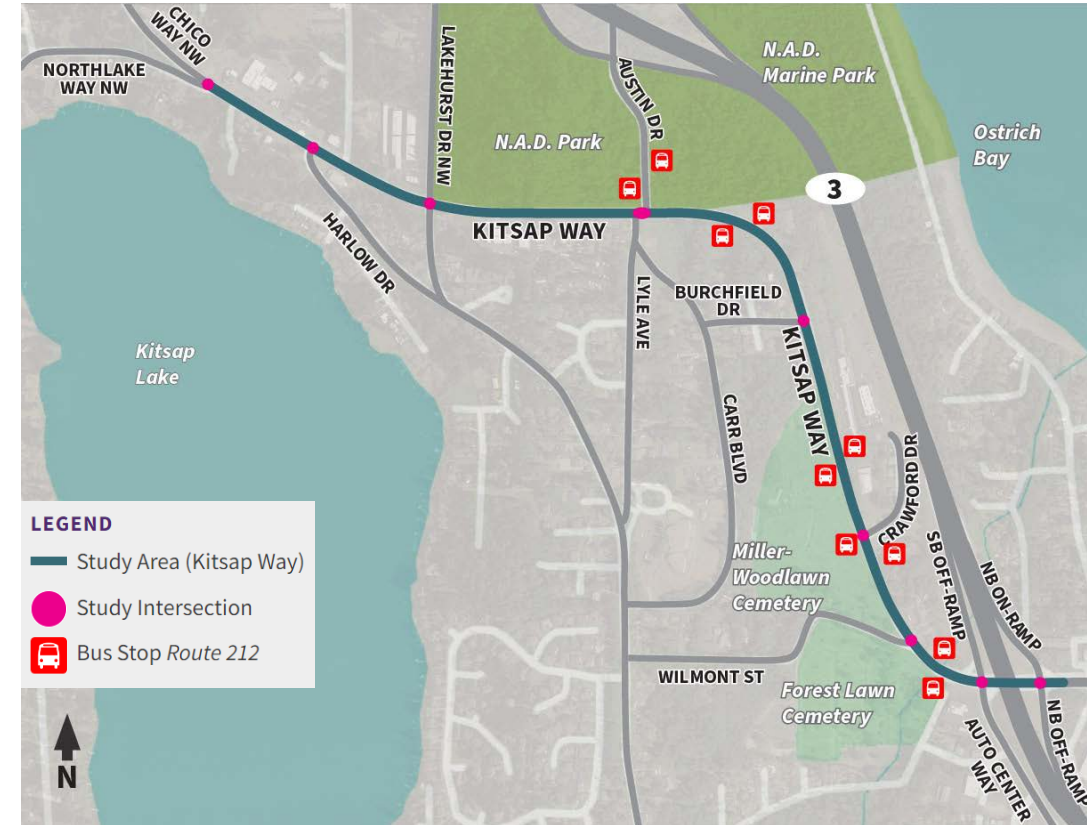 CHICO
WAY NW
NORTHLAKE
WAY NW
LAKEHURST DR NW
AUSTIN DR
N.A.D.
Marine Park
N.A.D. Park
Ostrich
Bay
3
KITSAP WAY
HARLOW DR
LYLE AVE
BURCHFIELD
DR
KITSAP WAY
Kitsap
Lake
CARR BLVD
CRAWFORD DR
SB OFF-RAMP
NB ON-RAMP
Miller-
Woodlawn
Cemetery
WILMONT ST
Forest Lawn
Cemetery
AUTO CENTER
WAY
NB OFF-RAMP
LEGEND
Study Area (Kitsap Way)
Study Intersection
Bus Stop Route 212
N